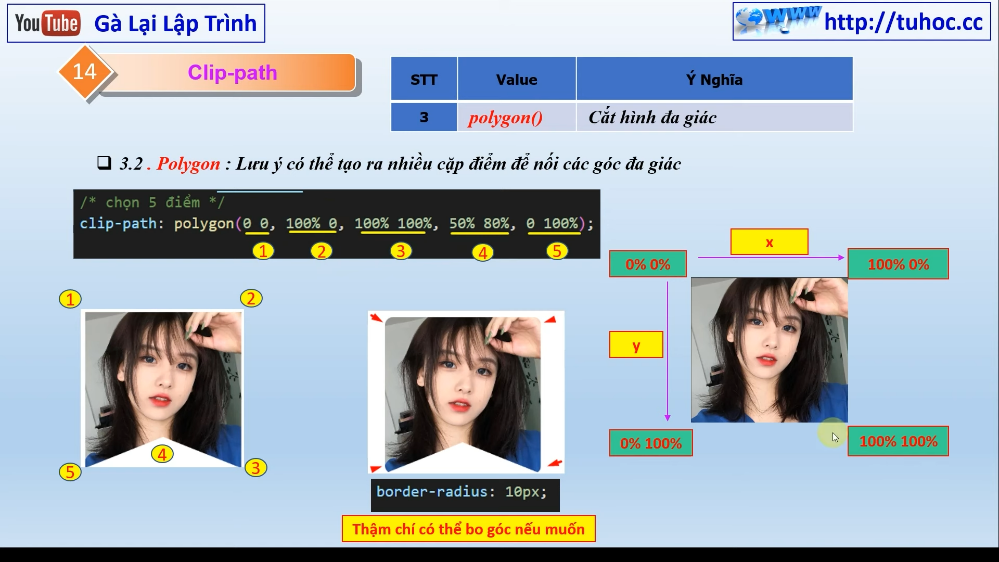 YouTube Gà Lại Lập Trình
www http://tuhoc.cc
14 Clip-path
STT Value Ý Nghĩa
3 polygon() Cắt hình đa giác
3.2 . Polygon : Lưu ý có thể tạo ra nhiều cặp điểm để nối các góc đa giác
/* chọn 5 điểm */
clip-path: polygon(0 0, 100% 0, 100% 100%, 50% 80%, 0 100%);
1 2 3 4 5
x
0% 0% 100% 0%
1 2
y
4
5 3
0% 100% 100% 100%
border-radius: 10px;
Thậm chí có thể bo góc nếu muốn